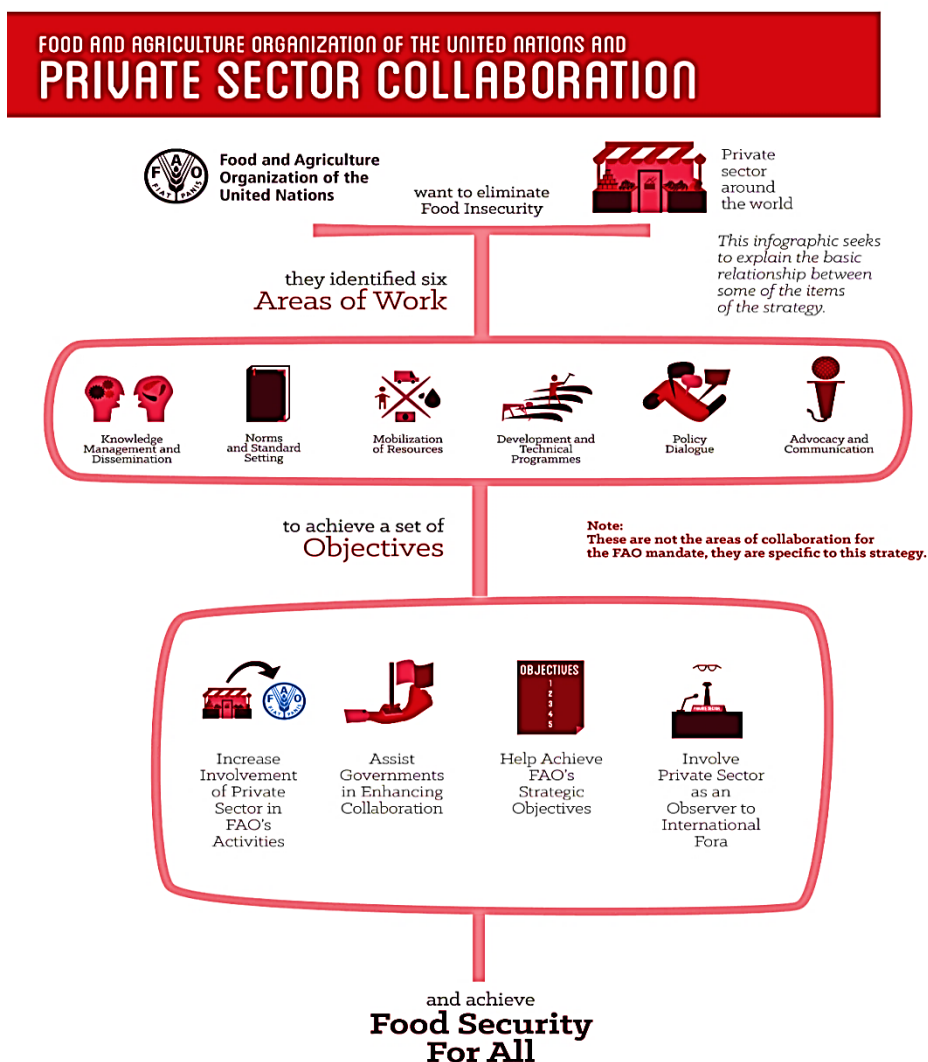 FOOD AND AGRICULTURE ORGANIZATION OF THE UNITED NATIONS AND
PRIVATE SECTOR COLLABORATION
F A O
FIAT PANIS
Food and Agriculture
Organization of the
United Nations
want to eliminate
Food Insecurity
Private
sector
around
the world
This infographic seeks
to explain the basic
relationship between
some of the items
of the strategy.
they identified six
Areas of Work
Knowledge
Management and
Dissemination
Norms
and Standard
Setting
Mobilization
of Resources
Development and
Technical
Programmes
Policy
Dialogue
Advocacy and
Communication
to achieve a set of
Objectives
Note:
These are not the areas of collaboration for
the FAO mandate, they are specific to this strategy.
F A O
FIAT PANIS
Increase
Involvement
of Private
Sector in
FAO's
Activities
Assist
Governments
in Enhancing
Collaboration
OBJECTIVES
1
2
3
4
5
Help Achieve
FAO's
Strategic
Objectives
PRIVATE SECTOR
Involve
Private Sector
as an
Observer to
International
Fora
and achieve
Food Security
For All